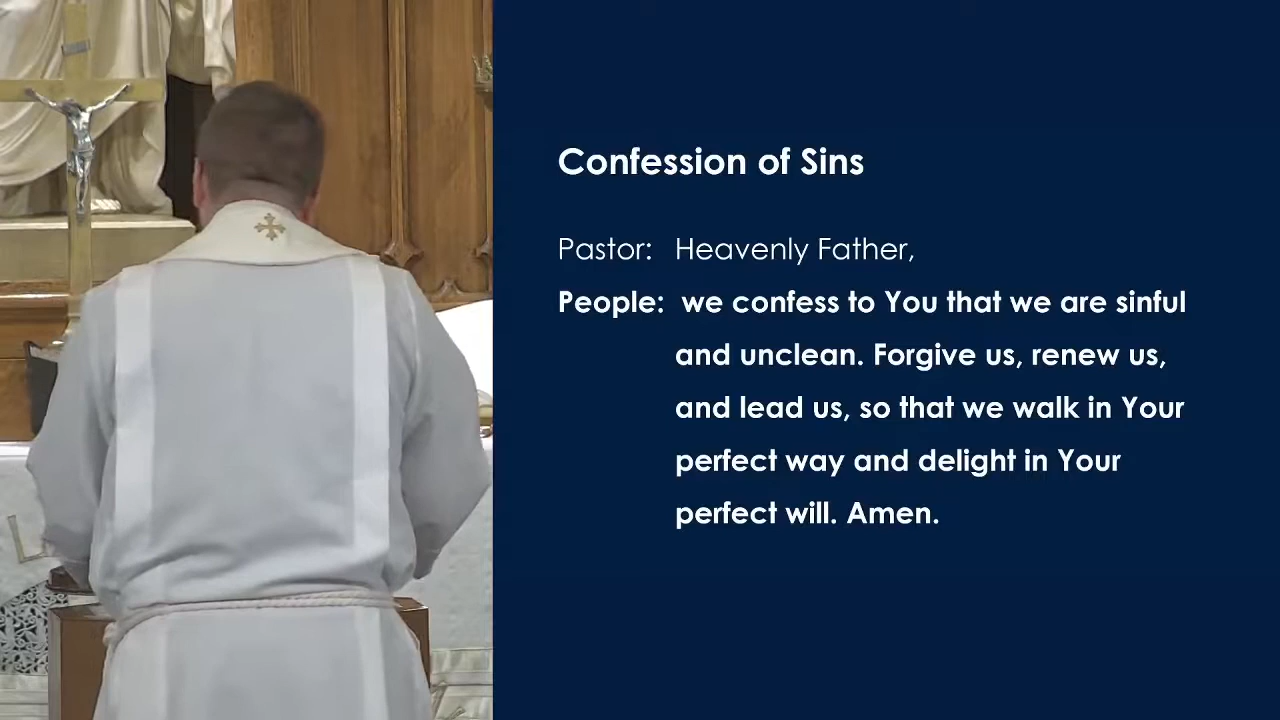 Confession of Sins
Pastor: Heavenly Father,
People: we confess to You that we are sinful
and unclean. Forgive us, renew us,
and lead us, so that we walk in Your
perfect way and delight in Your
perfect will. Amen.